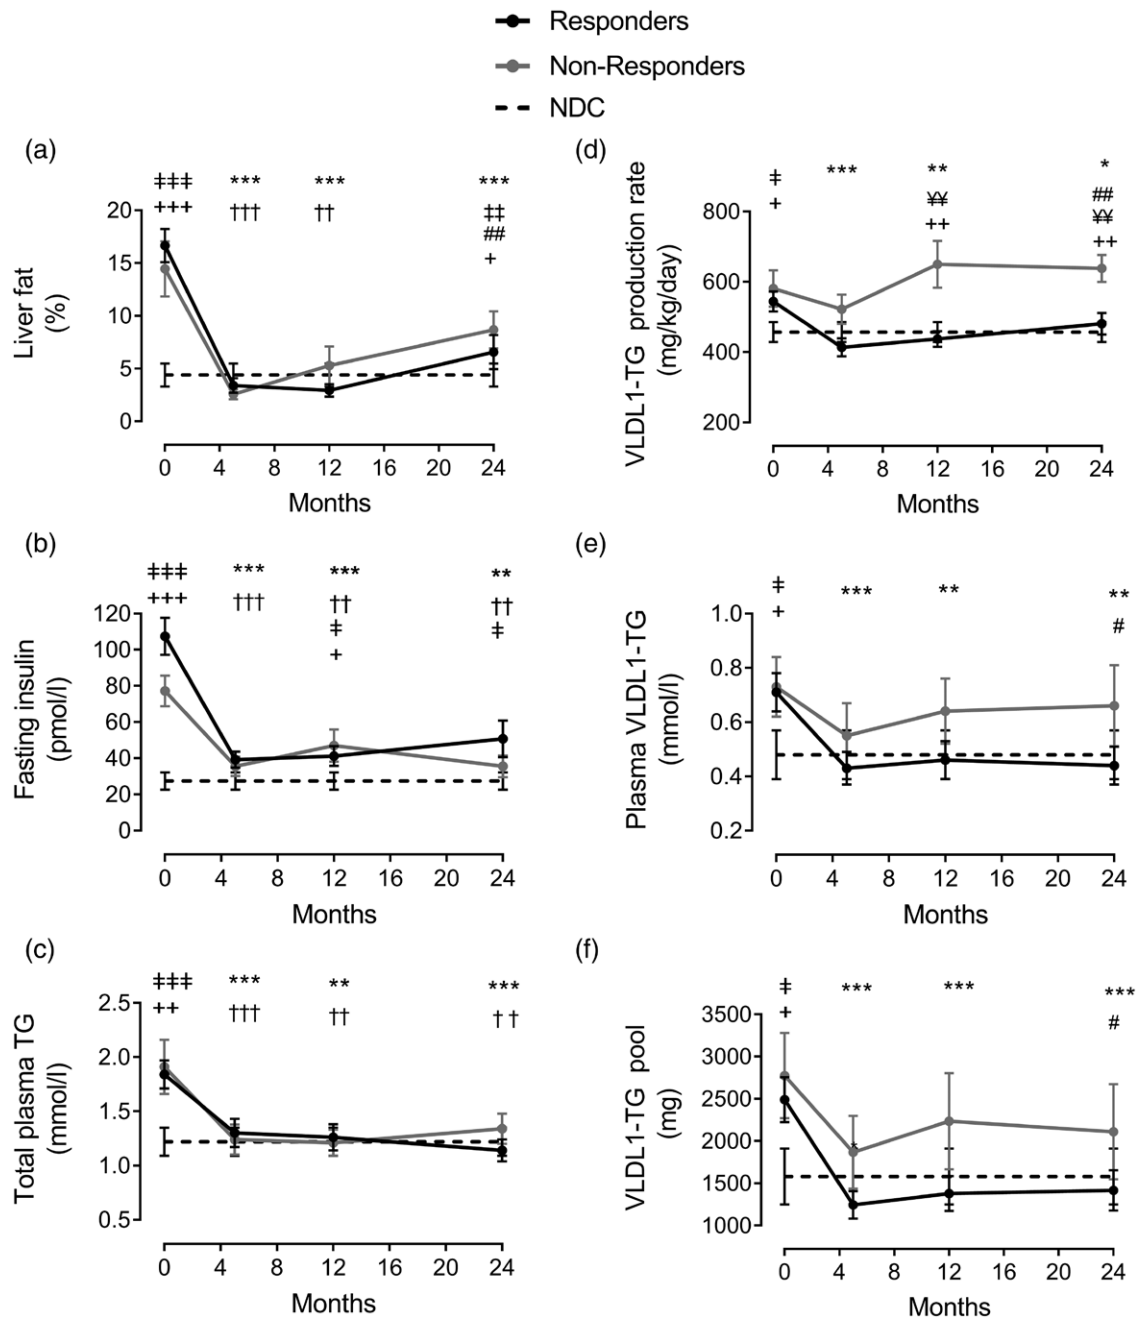 Responders
Non-Responders
NDC
(a)
‡‡‡ *** *** ***
+++ ††† †† ‡‡
##
+
20
15
10
5
0
Liver fat
(%)
0 4 8 12 16 20 24
Months
(b)
‡‡‡ *** *** **
+++ ††† †† ††
‡ ‡
+
120
100
80
60
40
20
0
Fasting insulin
(pmol/l)
0 4 8 12 16 20 24
Months
(c)
‡‡‡ *** ** ***
++ ††† †† † †
2.5
2.0
1.5
1.0
0.5
Total plasma TG
(mmol/l)
0 4 8 12 16 20 24
Months
(d)
‡ *** ** *
+ ¥¥ ##
++ ¥¥
++
800
600
400
200
VLDL1-TG production rate
(mg/kg/day)
0 4 8 12 16 20 24
Months
(e)
‡ *** ** **
+ #
1.0
0.8
0.6
0.4
0.2
Plasma VLDL1-TG
(mmol/l)
0 4 8 12 16 20 24
Months
(f)
‡ *** *** ***
+ #
3500
3000
2500
2000
1500
1000
*
VLDL1-TG pool
(mg)
0 4 8 12 16 20 24
Months